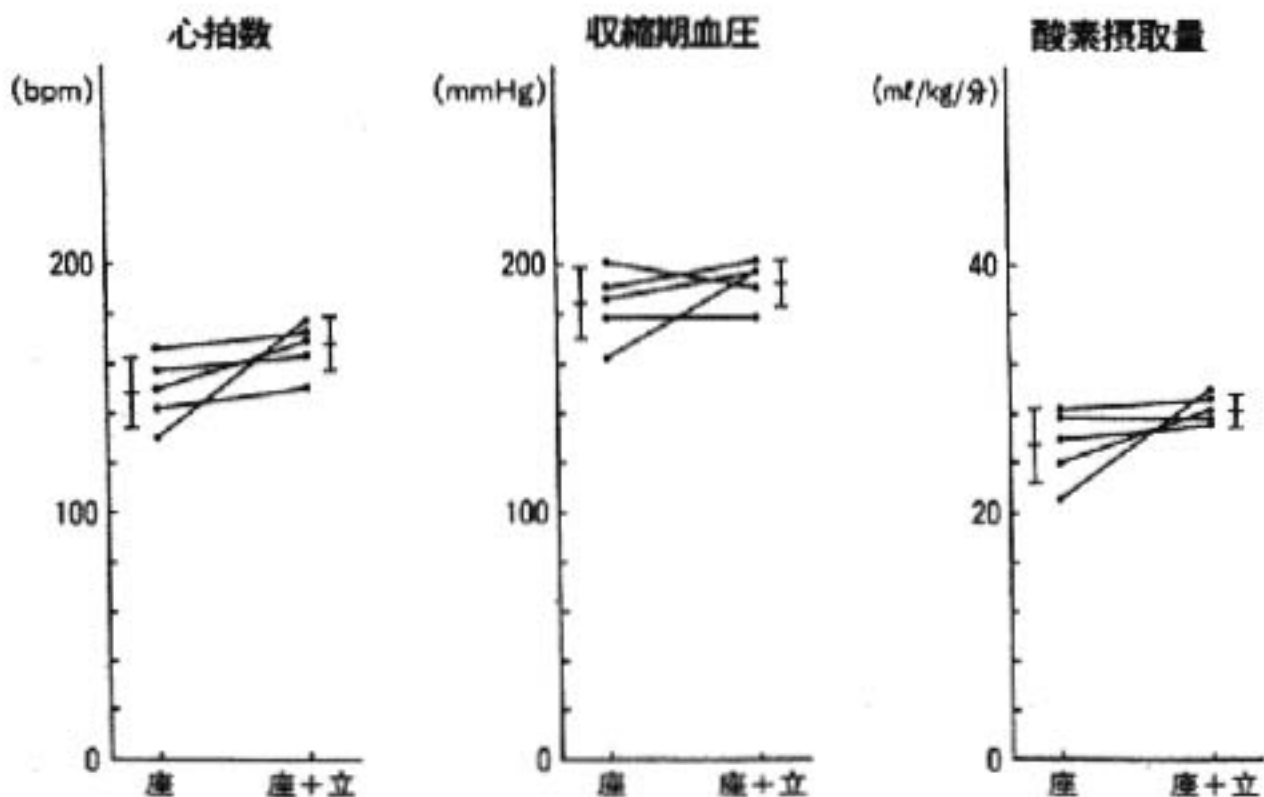 心拍数
(bpm)
200
100
0
座
座+立
収縮期血圧
(mmHg)
200
100
0
座
座+立
酸素摂取量
(mℓ/kg/分)
40
20
0
座
座+立